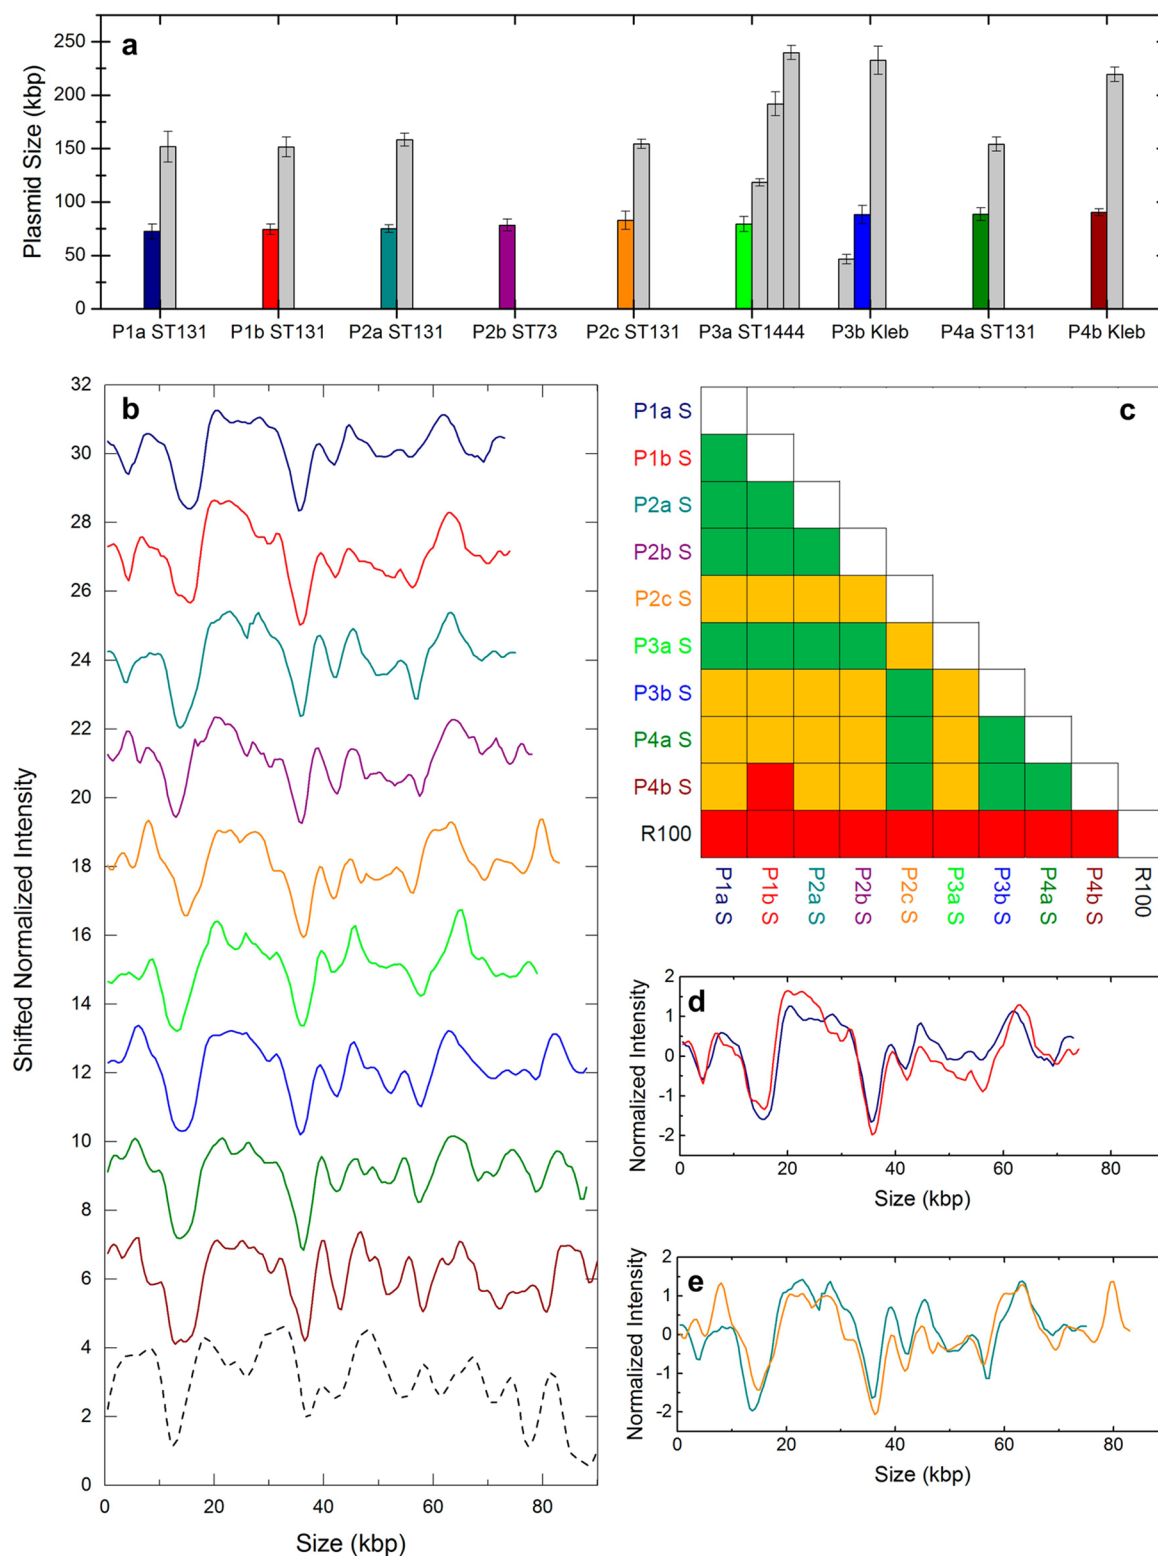 a
250
200
150
100
50
0
Plasmid Size (kbp)
P1a ST131 P1b ST131 P2a ST131 P2b ST73 P2c ST131 P3a ST1444 P3b Kleb P4a ST131 P4b Kleb
b
32
30
28
26
24
22
20
18
16
14
12
10
8
6
4
2
0
Shifted Normalized Intensity
0 20 40 60 80
Size (kbp)
c
P1a S
P1b S
P2a S
P2b S
P2c S
P3a S
P3b S
P4a S
P4b S
R100
P1a S
P1b S
P2a S
P2b S
P2c S
P3a S
P3b S
P4a S
P4b S
R100
d
2
1
0
-1
-2
Normalized Intensity
0 20 40 60 80
Size (kbp)
e
2
1
0
-1
-2
Normalized Intensity
0 20 40 60 80
Size (kbp)